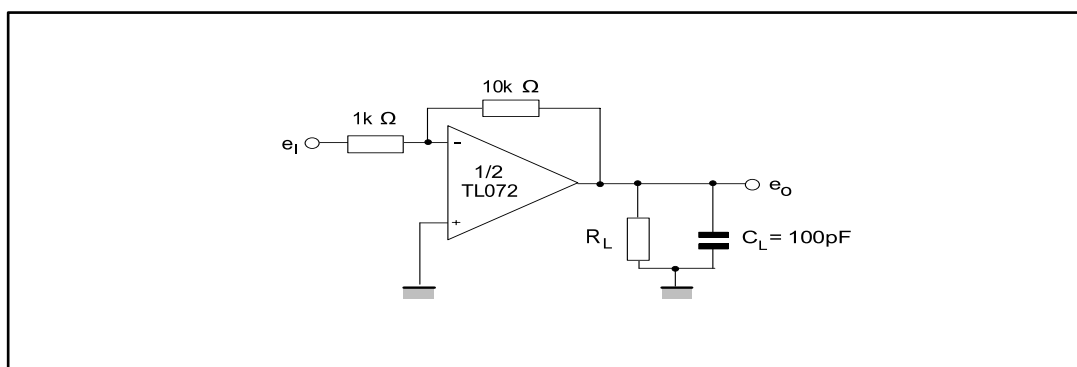 10k Ω
1k Ω
eI
-
1/2
TL072
+
eo
RL
CL = 100pF